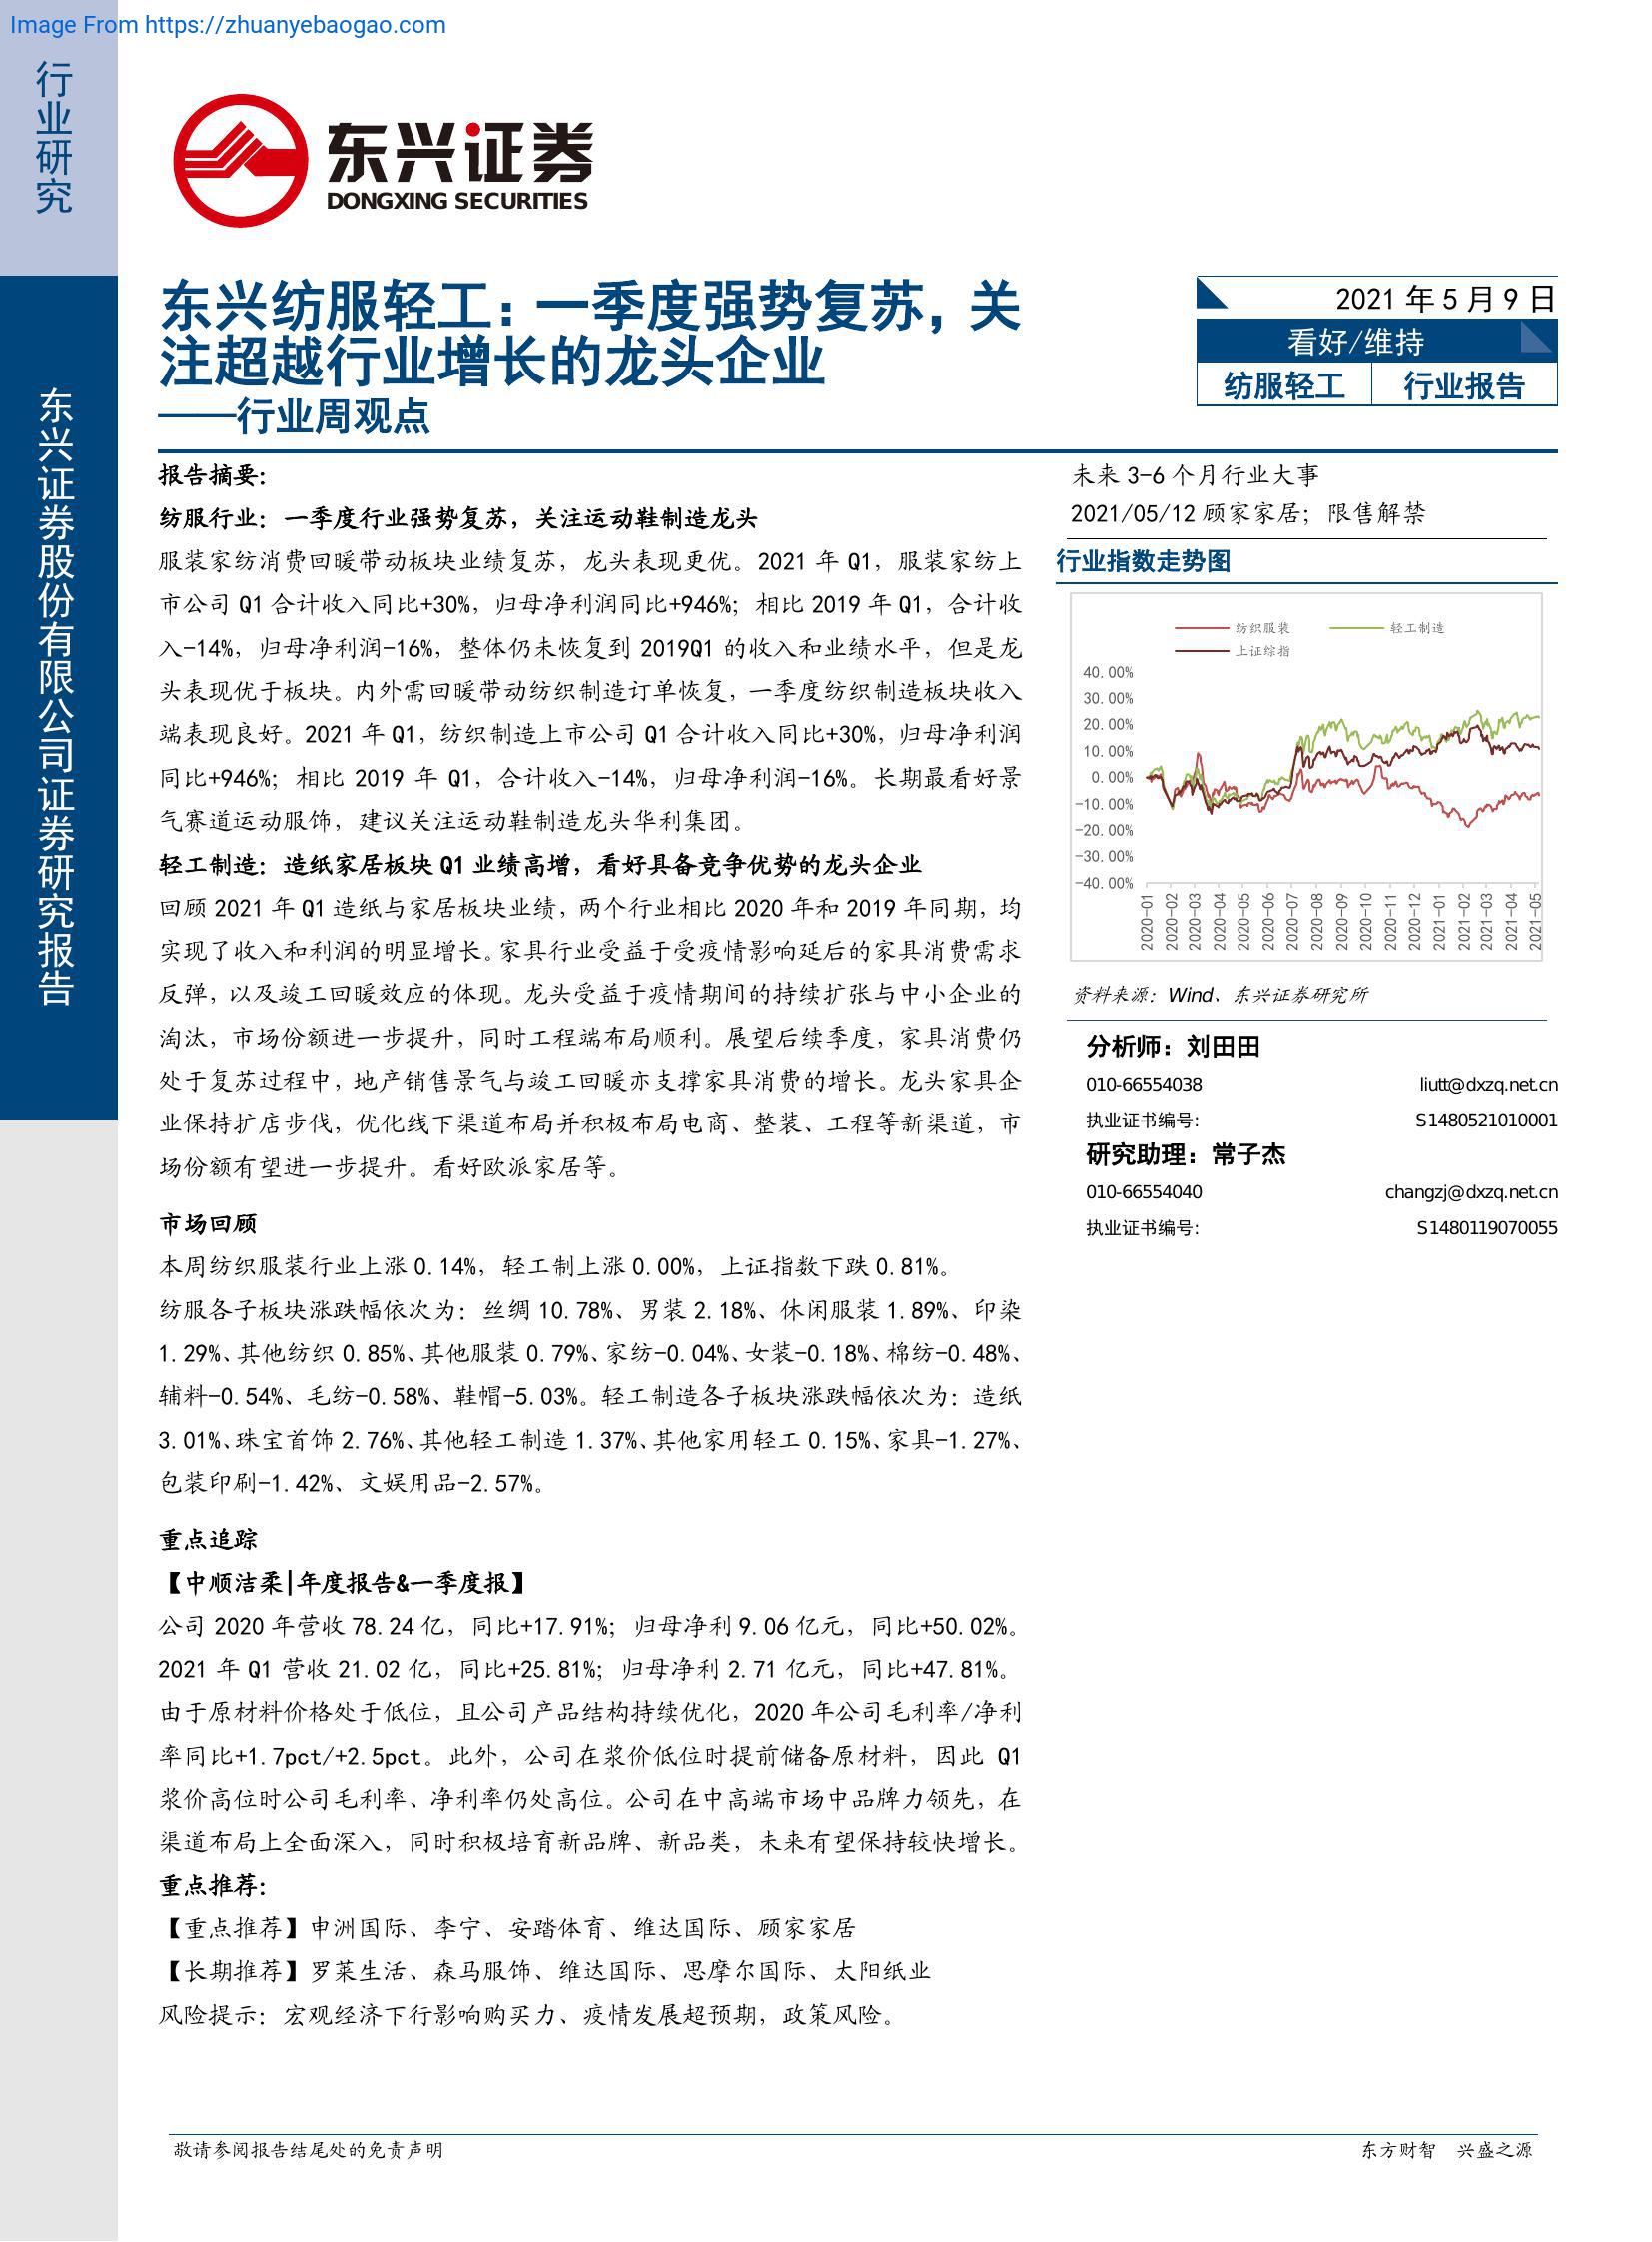 Image From https://zhuanyebaogao.com
行业研究
东兴证券股份有限公司证券研究报告
东兴证券
DONGXING SECURITIES
东兴纺服轻工：一季度强势复苏，关
注超越行业增长的龙头企业
——行业周观点
2021 年 5 月 9 日
看好/维持
纺服轻工 行业报告
报告摘要：
纺服行业：一季度行业强势复苏，关注运动鞋制造龙头
服装家纺消费回暖带动板块业绩复苏，龙头表现更优。2021 年 Q1，服装家纺上
市公司 Q1 合计收入同比+30%，归母净利润同比+946%；相比 2019 年 Q1，合计收
入-14%，归母净利润-16%，整体仍未恢复到 2019Q1 的收入和业绩水平，但是龙
头表现优于板块。内外需回暖带动纺织制造订单恢复，一季度纺织制造板块收入
端表现良好。2021 年 Q1，纺织制造上市公司 Q1 合计收入同比+30%，归母净利润
同比+946%；相比 2019 年 Q1，合计收入-14%，归母净利润-16%。长期最看好景
气赛道运动服饰，建议关注运动鞋制造龙头华利集团。
轻工制造：造纸家居板块 Q1 业绩高增，看好具备竞争优势的龙头企业
回顾 2021 年 Q1 造纸与家居板块业绩，两个行业相比 2020 年和 2019 年同期，均
实现了收入和利润的明显增长。家具行业受益于受疫情影响延后的家具消费需求
反弹，以及竣工回暖效应的体现。龙头受益于疫情期间的持续扩张与中小企业的
淘汰，市场份额进一步提升，同时工程端布局顺利。展望后续季度，家具消费仍
处于复苏过程中，地产销售景气与竣工回暖亦支撑家具消费的增长。龙头家具企
业保持扩店步伐，优化线下渠道布局并积极布局电商、整装、工程等新渠道，市
场份额有望进一步提升。看好欧派家居等。
市场回顾
本周纺织服装行业上涨 0.14%，轻工制上涨 0.00%，上证指数下跌 0.81%。
纺服各子板块涨跌幅依次为：丝绸 10.78%、男装 2.18%、休闲服装 1.89%、印染
1.29%、其他纺织 0.85%、其他服装 0.79%、家纺-0.04%、女装-0.18%、棉纺-0.48%、
辅料-0.54%、毛纺-0.58%、鞋帽-5.03%。轻工制造各子板块涨跌幅依次为：造纸
3.01%、珠宝首饰 2.76%、其他轻工制造 1.37%、其他家用轻工 0.15%、家具-1.27%、
包装印刷-1.42%、文娱用品-2.57%。
重点追踪
【中顺洁柔|年度报告&一季度报】
公司 2020 年营收 78.24 亿，同比+17.91%；归母净利 9.06 亿元，同比+50.02%。
2021 年 Q1 营收 21.02 亿，同比+25.81%；归母净利 2.71 亿元，同比+47.81%。
由于原材料价格处于低位，且公司产品结构持续优化，2020 年公司毛利率/净利
率同比+1.7pct/+2.5pct。此外，公司在浆价低位时提前储备原材料，因此 Q1
浆价高位时公司毛利率、净利率仍处高位。公司在中高端市场中品牌力领先，在
渠道布局上全面深入，同时积极培育新品牌、新品类，未来有望保持较快增长。
重点推荐：
【重点推荐】申洲国际、李宁、安踏体育、维达国际、顾家家居
【长期推荐】罗莱生活、森马服饰、维达国际、思摩尔国际、太阳纸业
风险提示：宏观经济下行影响购买力、疫情发展超预期，政策风险。
未来 3-6 个月行业大事
2021/05/12 顾家家居；限售解禁
行业指数走势图
纺织服装 轻工制造
上证综指
40.00%
30.00%
20.00%
10.00%
0.00%
-10.00%
-20.00%
-30.00%
-40.00%
2020-01 2020-02 2020-03 2020-04 2020-05 2020-06 2020-07 2020-08 2020-09 2020-10 2020-11 2020-12 2021-01 2021-02 2021-03 2021-04 2021-05
资料来源：Wind、东兴证券研究所
分析师：刘田田
010-66554038 liutt@dxzq.net.cn
执业证书编号: S1480521010001
研究助理：常子杰
010-66554040 changzj@dxzq.net.cn
执业证书编号: S1480119070055
敬请参阅报告结尾处的免责声明
东方财智 兴盛之源